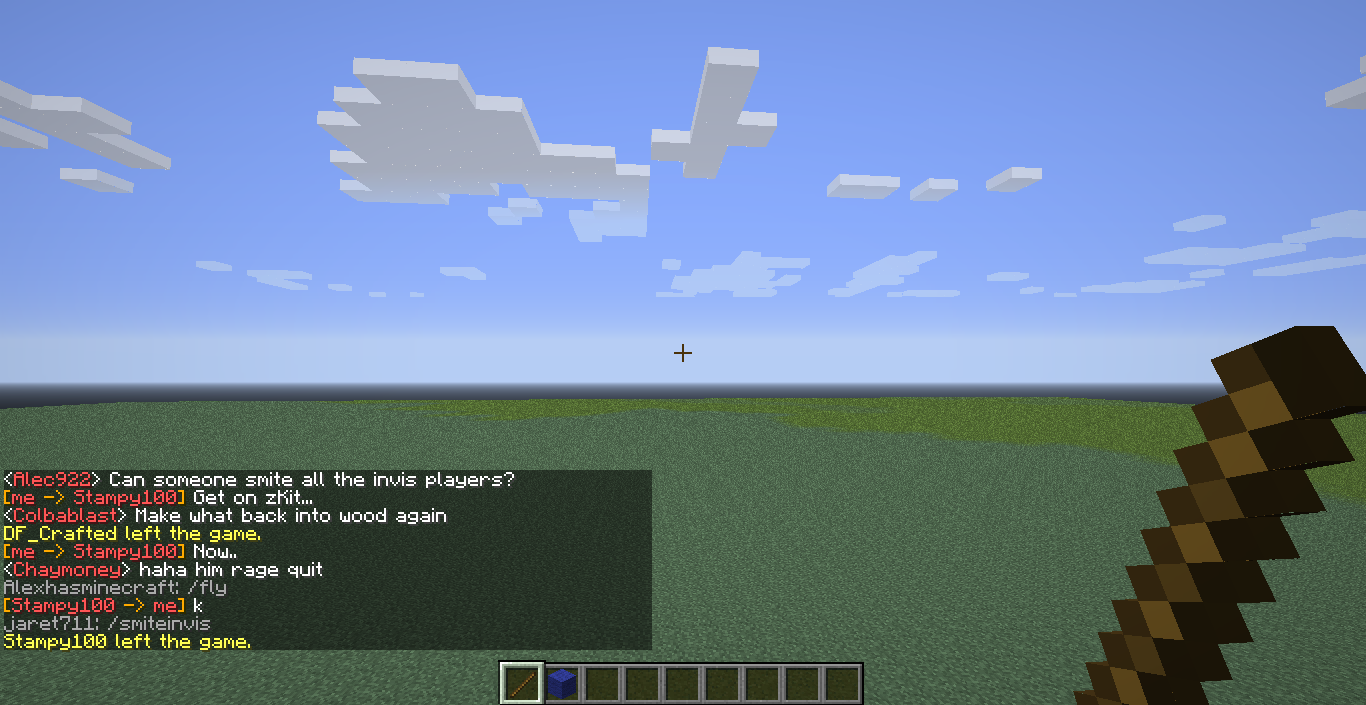 <Alec922> Can someone smite all the invis players?
[me -> Stampy100] Get on zKit...
<Colbablast> Make what back into wood again
DF_Crafted left the game.
[me -> Stampy100] Now..
<Chaymoney> haha him rage quit
Alexhasminecraft: /fly
[Stampy100 -> me] k
jaret711: /smiteinvis
Stampy100 left the game.